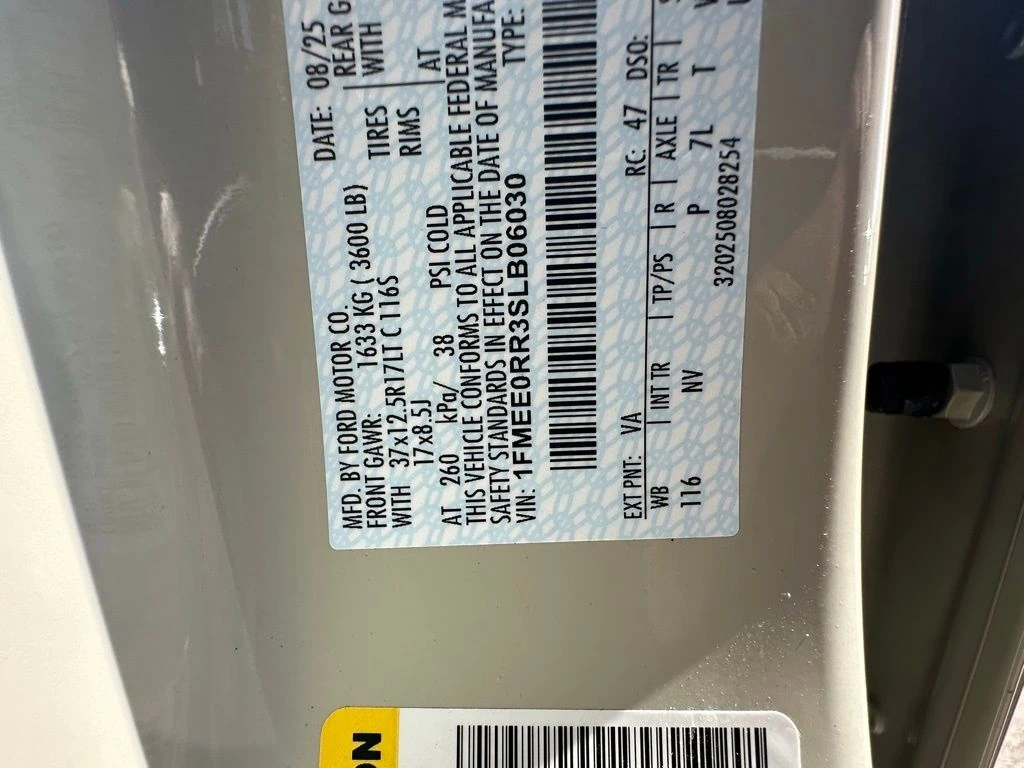 MFD. BY FORD MOTOR CO.
DATE: 08/25
FRONT GAWR: 1633 KG ( 3600 LB)
REAR G
WITH 37x12.5R17LT C 116S
TIRES
WITH
17x8.5J
RIMS
AT 260 kPa/ 38 PSI COLD
AT
THIS VEHICLE CONFORMS TO ALL APPLICABLE FEDERAL M
SAFETY STANDARDS IN EFFECT ON THE DATE OF MANUFA
VIN: 1FMEE0RR3SLB06030
TYPE:
EXT PNT: VA
RC: 47 DSO:
WB | INT TR | TP/PS | R | AXLE | TR | S
116 NV P 7L T
3202508028254
ON